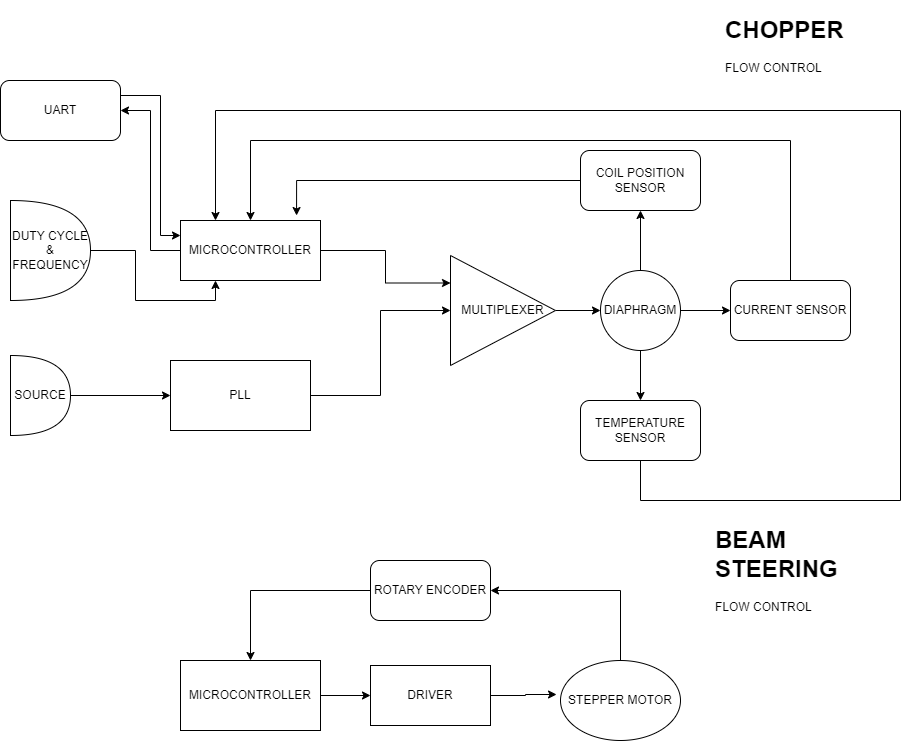 CHOPPER
FLOW CONTROL
UART
COIL POSITION
SENSOR
DUTY CYCLE
&
FREQUENCY
MICROCONTROLLER
MULTIPLEXER
DIAPHRAGM
CURRENT SENSOR
SOURCE
PLL
TEMPERATURE
SENSOR
BEAM
STEERING
FLOW CONTROL
ROTARY ENCODER
MICROCONTROLLER
DRIVER
STEPPER MOTOR